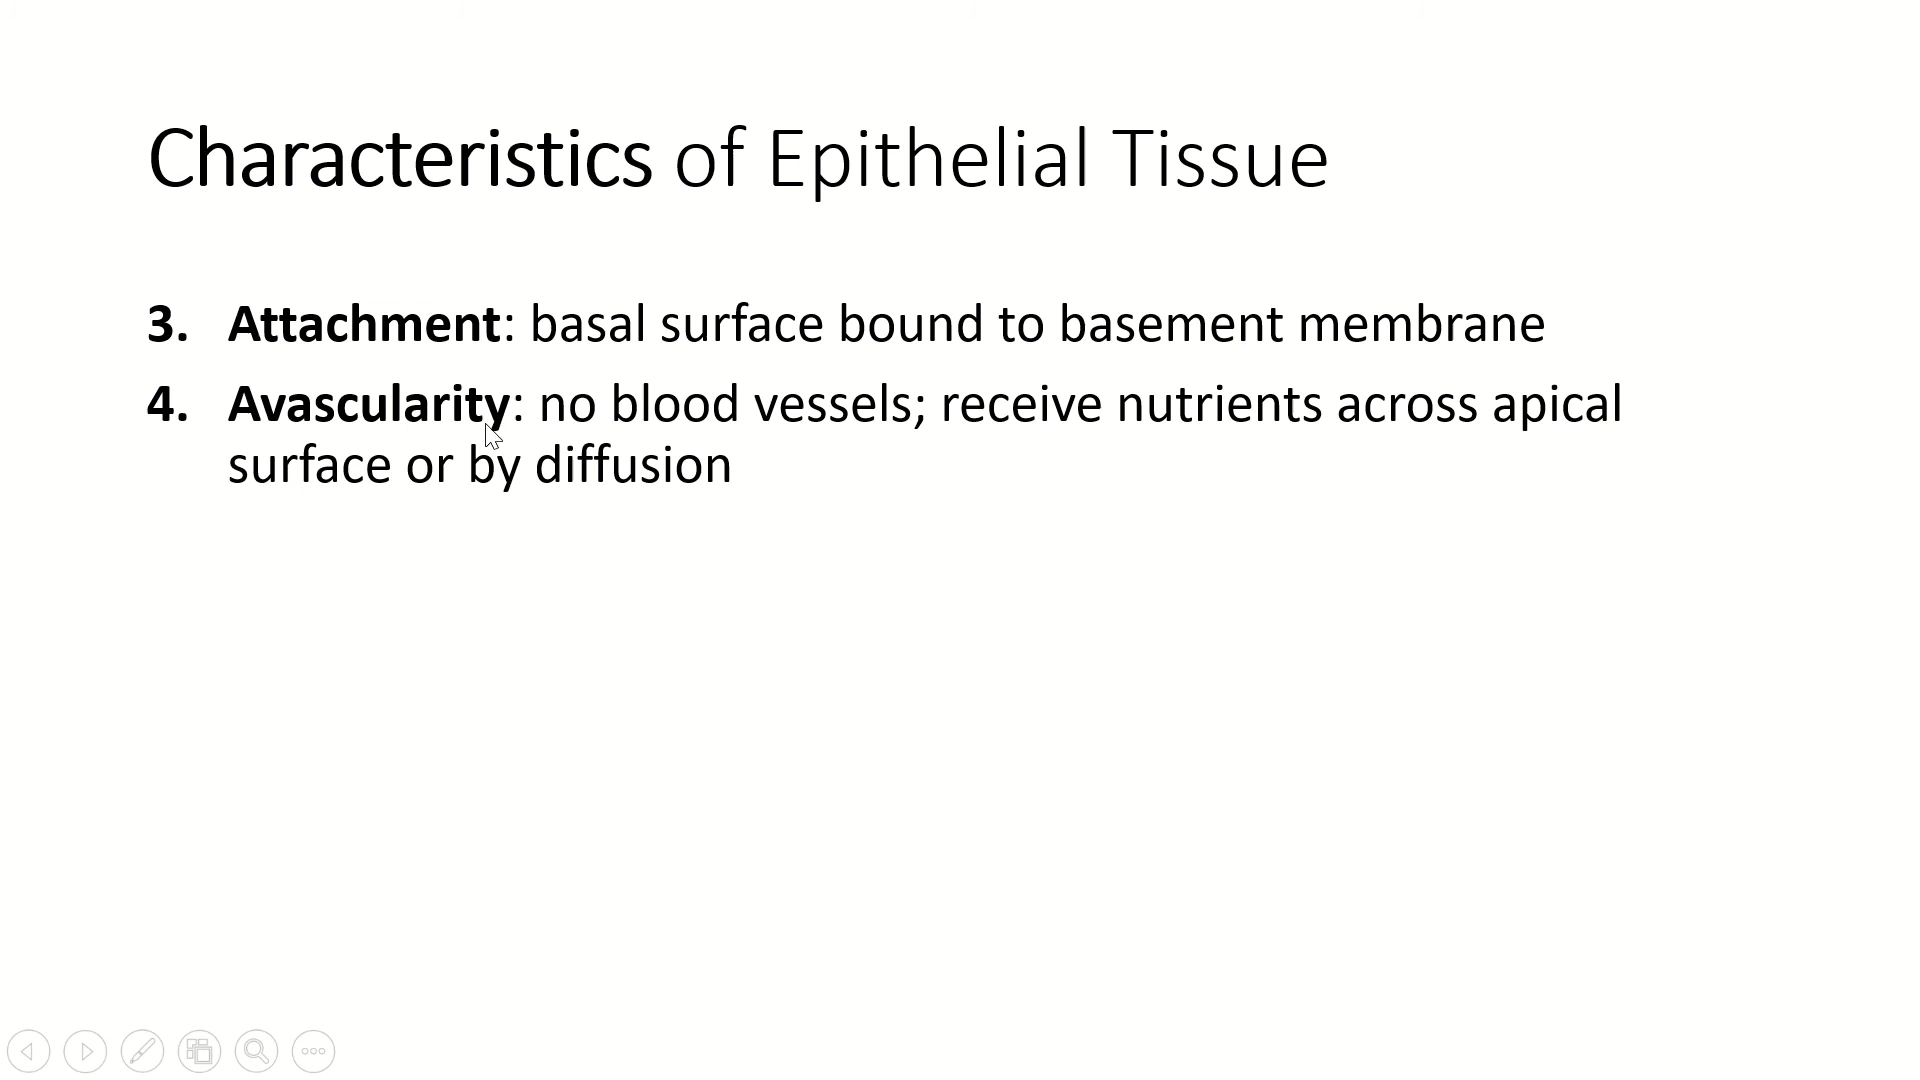 Characteristics of Epithelial Tissue
3. Attachment: basal surface bound to basement membrane
4. Avascularity: no blood vessels; receive nutrients across apical
surface or by diffusion